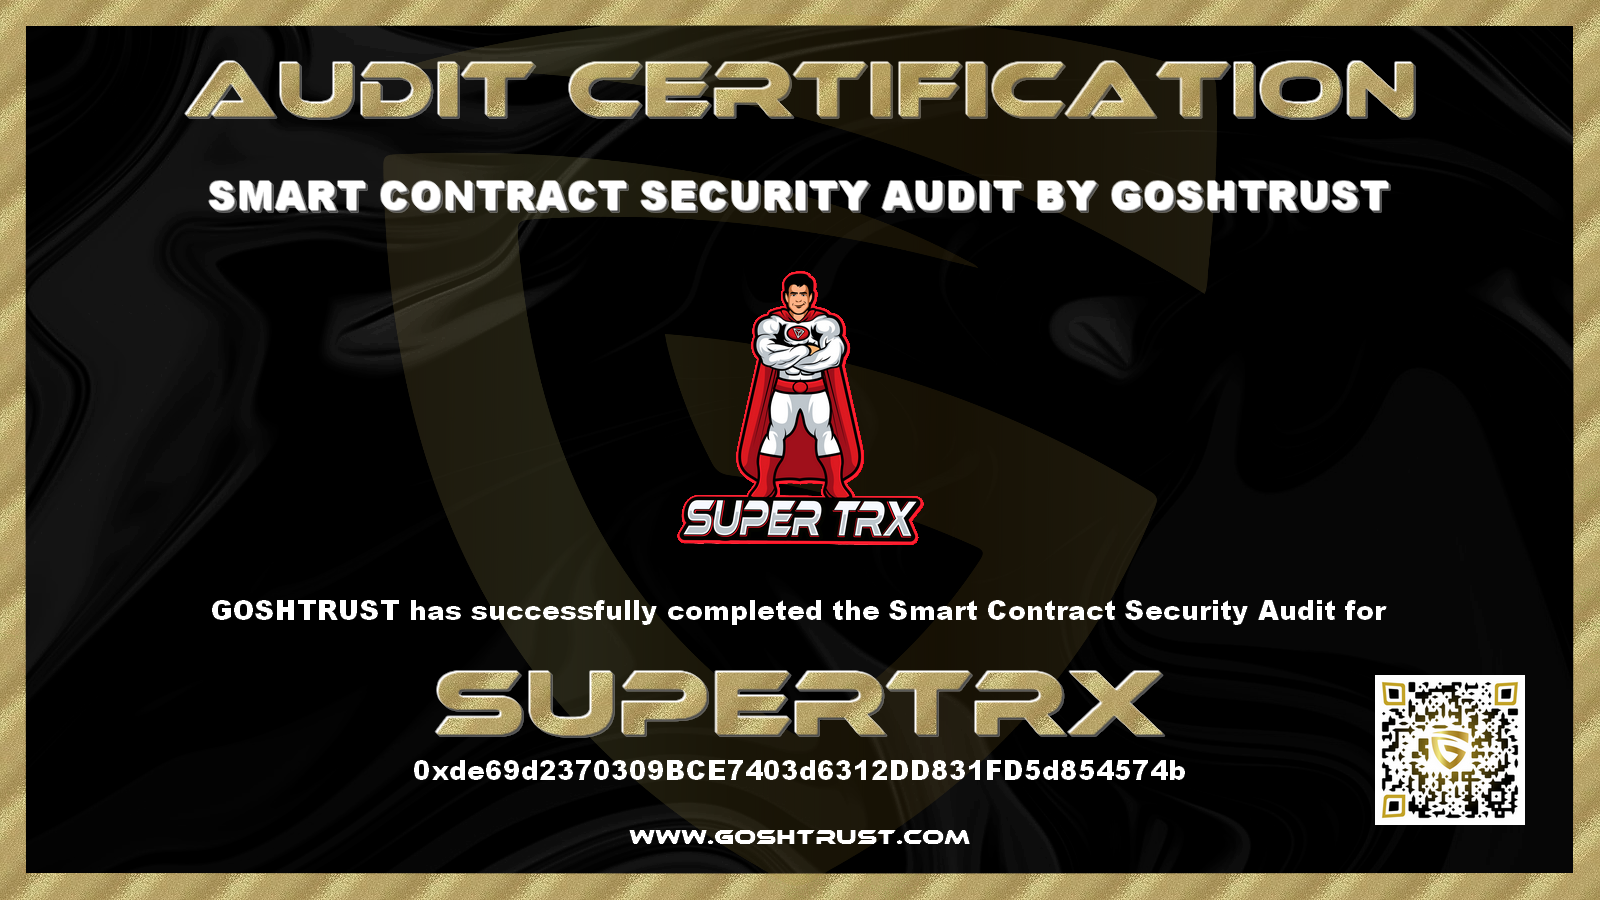 AUDIT CERTIFICATION
SMART CONTRACT SECURITY AUDIT BY GOSHTRUST
SUPER TRX
GOSHTRUST has successfully completed the Smart Contract Security Audit for
SUPERTRX
0xde69d2370309BCE7403d6312DD831FD5d854574b
WWW.GOSHTRUST.COM